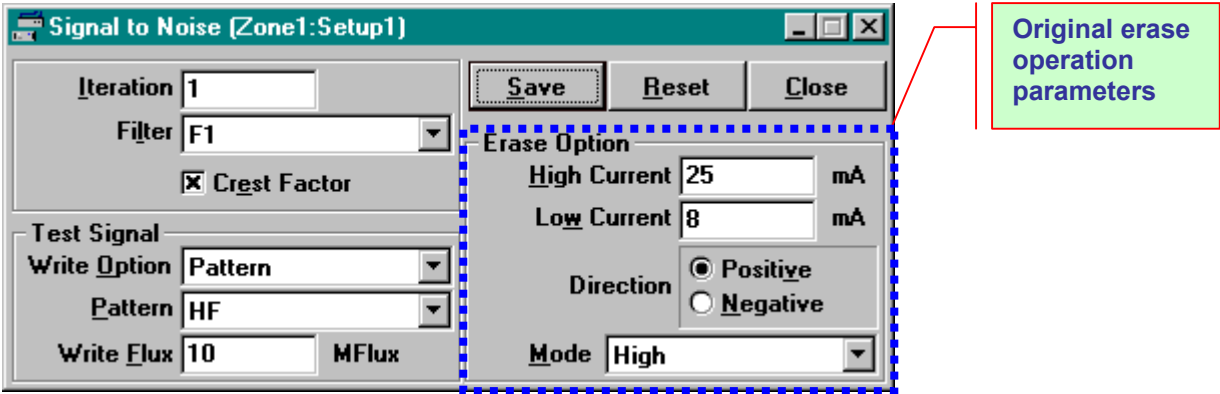 Signal to Noise (Zone1:Setup1)
Iteration 1
Filter F1
Crest Factor
Test Signal
Write Option Pattern
Pattern HF
Write Flux 10 MFlux
Save Reset Close
Erase Option
High Current 25 mA
Low Current 8 mA
Direction
Positive
Negative
Mode High
Original erase
operation
parameters